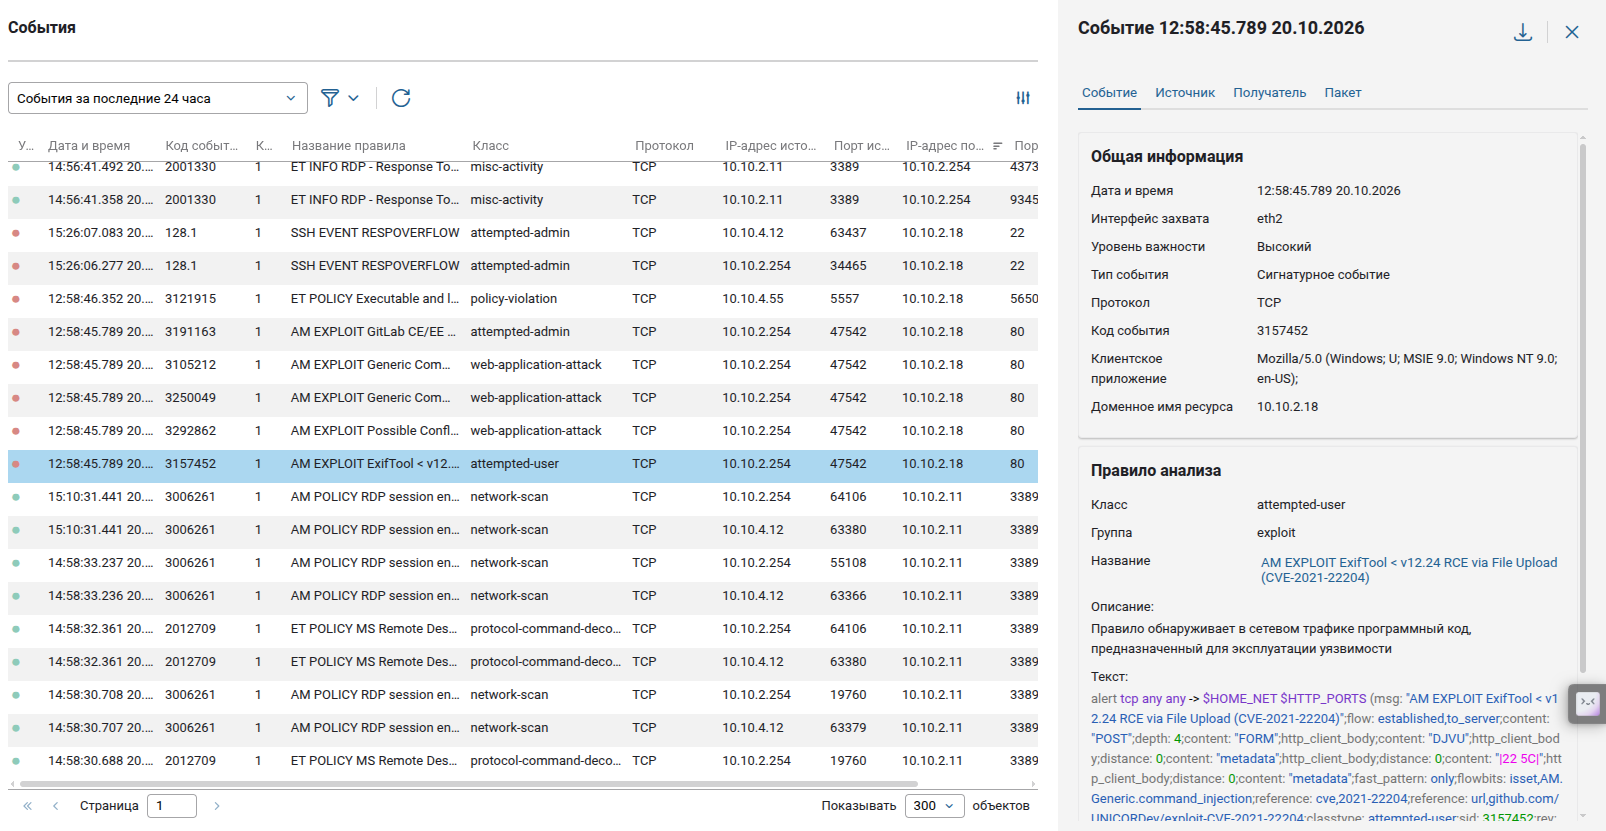 События
События за последние 24 часа
У... Дата и время Код событ... К... Название правила Класс Протокол IP-адрес исто... Порт ис... IP-адрес по... Пор
14:56:41.492 20.... 2001330 1 ET INFO RDP - Response To... misc-activity TCP 10.10.2.11 3389 10.10.2.254 4373
14:56:41.358 20.... 2001330 1 ET INFO RDP - Response To... misc-activity TCP 10.10.2.11 3389 10.10.2.254 9345
15:26:07.083 20.... 128.1 1 SSH EVENT RESPOVERFLOW attempted-admin TCP 10.10.4.12 63437 10.10.2.18 22
15:26:06.277 20.... 128.1 1 SSH EVENT RESPOVERFLOW attempted-admin TCP 10.10.2.254 34465 10.10.2.18 22
12:58:46.352 20.... 3121915 1 ET POLICY Executable and l... policy-violation TCP 10.10.4.55 5557 10.10.2.18 5650
12:58:45.789 20.... 3191163 1 AM EXPLOIT GitLab CE/EE ... attempted-admin TCP 10.10.2.254 47542 10.10.2.18 80
12:58:45.789 20.... 3105212 1 AM EXPLOIT Generic Com... web-application-attack TCP 10.10.2.254 47542 10.10.2.18 80
12:58:45.789 20.... 3250049 1 AM EXPLOIT Generic Com... web-application-attack TCP 10.10.2.254 47542 10.10.2.18 80
12:58:45.789 20.... 3292862 1 AM EXPLOIT Possible Confl... web-application-attack TCP 10.10.2.254 47542 10.10.2.18 80
12:58:45.789 20.... 3157452 1 AM EXPLOIT ExifTool < v12.... attempted-user TCP 10.10.2.254 47542 10.10.2.18 80
15:10:31.441 20.... 3006261 1 AM POLICY RDP session en... network-scan TCP 10.10.2.254 64106 10.10.2.11 3389
15:10:31.441 20.... 3006261 1 AM POLICY RDP session en... network-scan TCP 10.10.4.12 63380 10.10.2.11 3389
14:58:33.237 20.... 3006261 1 AM POLICY RDP session en... network-scan TCP 10.10.2.254 55108 10.10.2.11 3389
14:58:33.236 20.... 3006261 1 AM POLICY RDP session en... network-scan TCP 10.10.4.12 63366 10.10.2.11 3389
14:58:32.361 20.... 2012709 1 ET POLICY MS Remote Des... protocol-command-deco... TCP 10.10.2.254 64106 10.10.2.11 3389
14:58:32.361 20.... 2012709 1 ET POLICY MS Remote Des... protocol-command-deco... TCP 10.10.4.12 63380 10.10.2.11 3389
14:58:30.708 20.... 3006261 1 AM POLICY RDP session en... network-scan TCP 10.10.2.254 19760 10.10.2.11 3389
14:58:30.707 20.... 3006261 1 AM POLICY RDP session en... network-scan TCP 10.10.4.12 63379 10.10.2.11 3389
14:58:30.688 20.... 2012709 1 ET POLICY MS Remote Des... protocol-command-deco... TCP 10.10.2.254 19760 10.10.2.11 3389
Страница 1 Показывать 300 объектов
Событие 12:58:45.789 20.10.2026
Событие Источник Получатель Пакет
Общая информация
Дата и время 12:58:45.789 20.10.2026
Интерфейс захвата eth2
Уровень важности Высокий
Тип события Сигнатурное событие
Протокол TCP
Код события 3157452
Клиентское Mozilla/5.0 (Windows; U; MSIE 9.0; Windows NT 9.0;
приложение en-US);
Доменное имя ресурса 10.10.2.18
Правило анализа
Класс attempted-user
Группа exploit
Название AM EXPLOIT ExifTool < v12.24 RCE via File Upload
(CVE-2021-22204)
Описание:
Правило обнаруживает в сетевом трафике программный код,
предназначенный для эксплуатации уязвимости
Текст:
alert tcp any any -> $HOME_NET $HTTP_PORTS (msg: "AM EXPLOIT ExifTool < v1
2.24 RCE via File Upload (CVE-2021-22204)";flow: established,to_server;content:
"POST";depth: 4;content: "FORM";http_client_body;content: "DJVU";http_client_bod
y;distance: 0;content: "metadata";http_client_body;distance: 0;content: "|22 5C|";htt
p_client_body;distance: 0;content: "metadata";fast_pattern: only;flowbits: isset,AM.
Generic.command_injection;reference: cve,2021-22204;reference: url,github.com/
UNICORDev/exploit-CVE-2021-22204;classtype: attempted-user;sid: 3157452;rev: